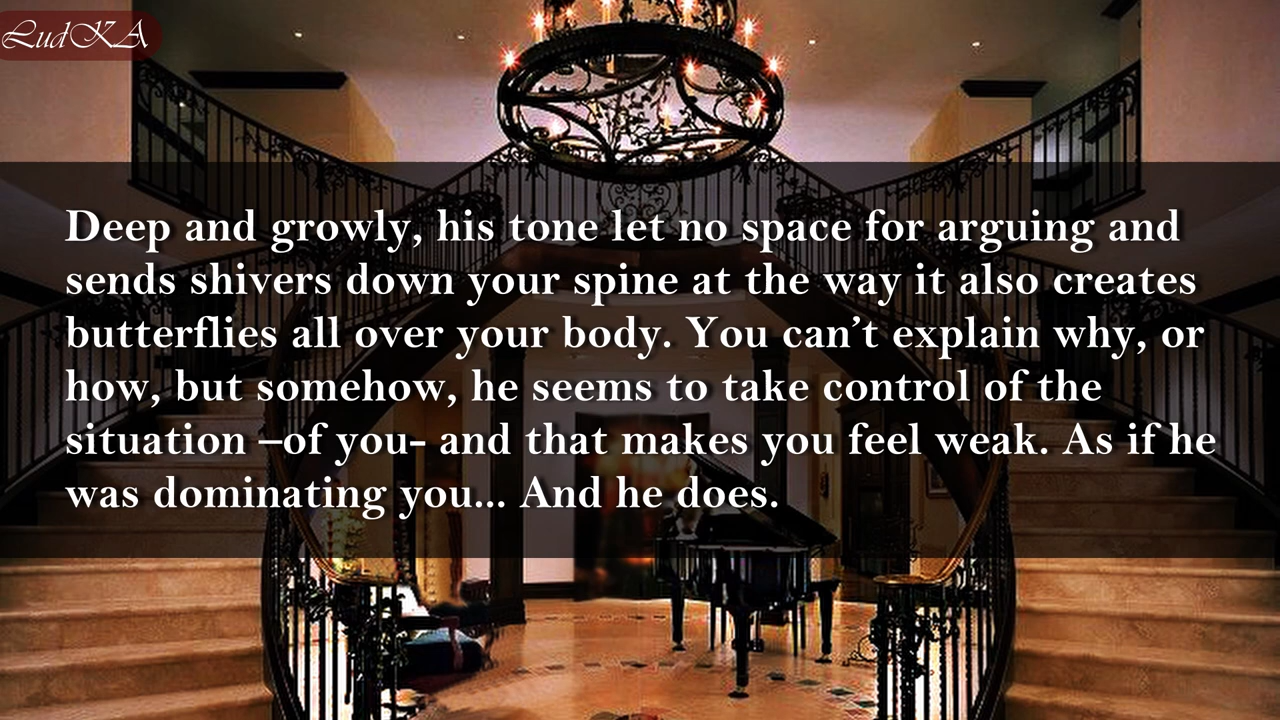 LudKA
Deep and growly, his tone let no space for arguing and
sends shivers down your spine at the way it also creates
butterflies all over your body. You can’t explain why, or
how, but somehow, he seems to take control of the
situation –of you- and that makes you feel weak. As if he
was dominating you... And he does.